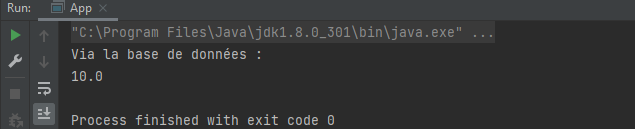 Run: App ×
"C:\Program Files\Java\jdk1.8.0_301\bin\java.exe" ...
Via la base de données :
10.0
Process finished with exit code 0